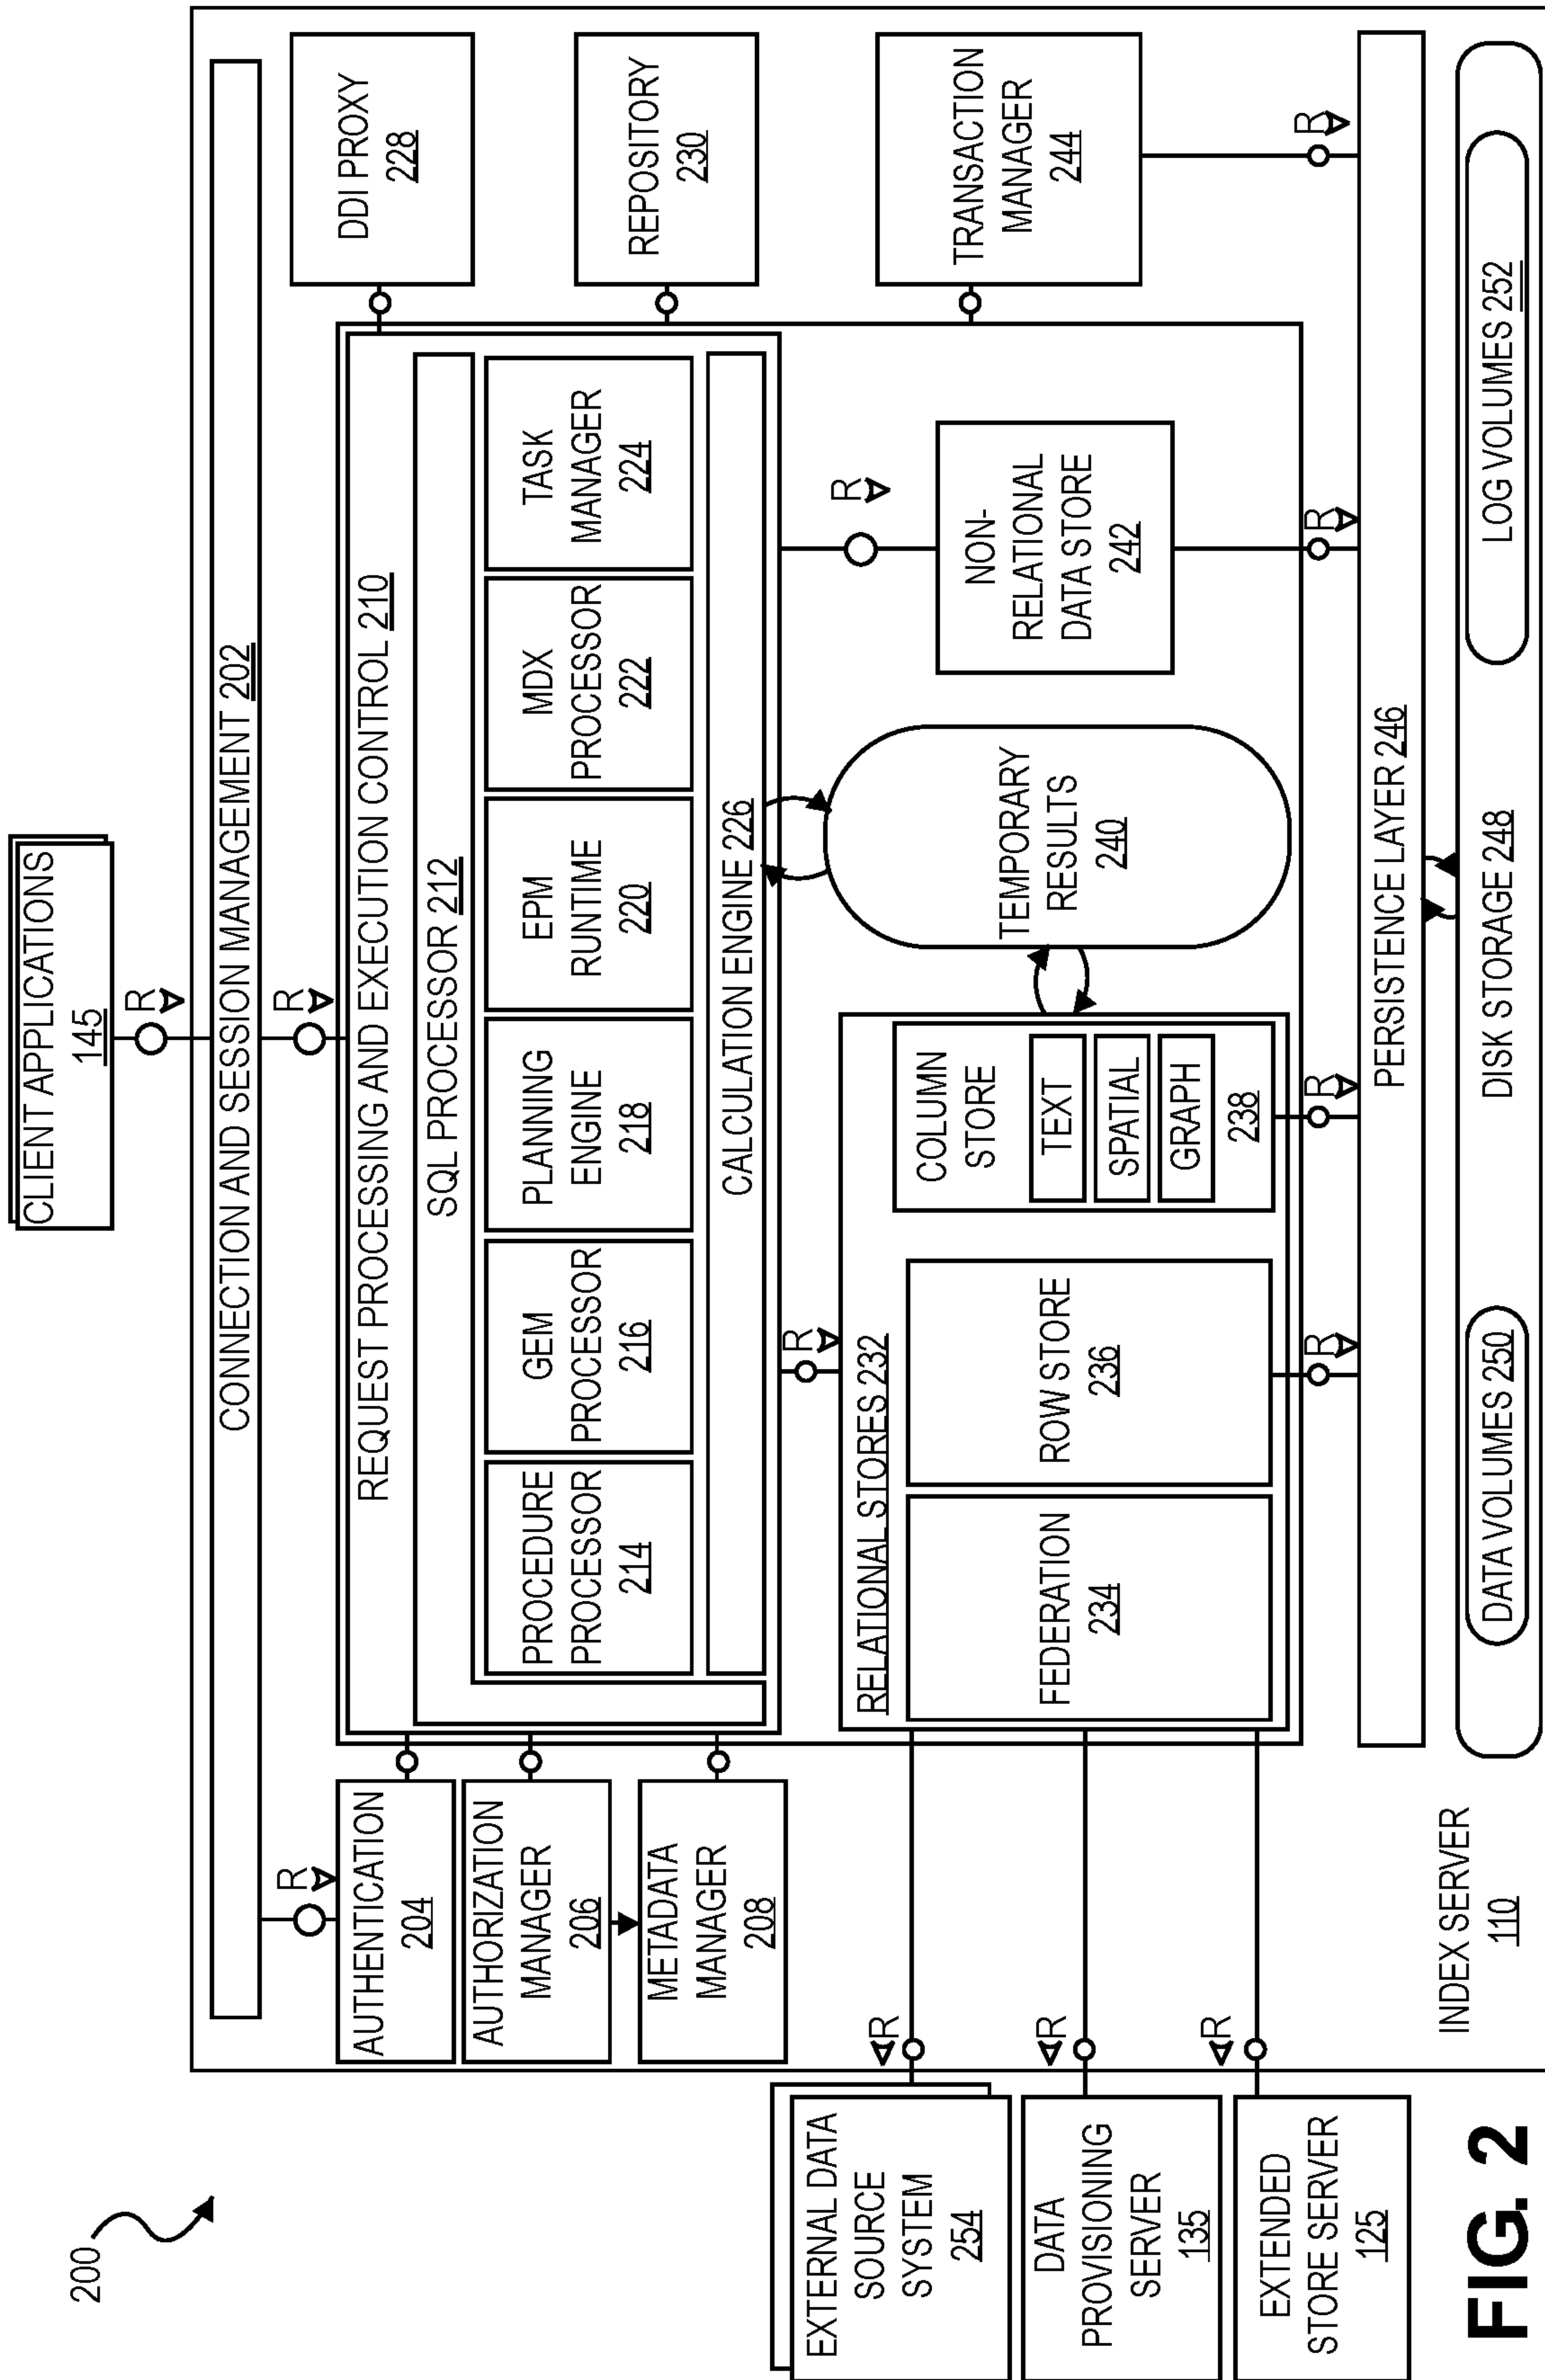 200
CLIENT APPLICATIONS
145
R
CONNECTION AND SESSION MANAGEMENT 202
R
R
AUTHENTICATION
204
AUTHORIZATION
MANAGER
206
METADATA
MANAGER
208
REQUEST PROCESSING AND EXECUTION CONTROL 210
SQL PROCESSOR 212
PROCEDURE
PROCESSOR
214
GEM
PROCESSOR
216
PLANNING
ENGINE
218
EPM
RUNTIME
220
MDX
PROCESSOR
222
TASK
MANAGER
224
CALCULATION ENGINE 226
DDI PROXY
228
REPOSITORY
230
TRANSACTION
MANAGER
244
R
R
R
RELATIONAL STORES 232
FEDERATION
234
ROW STORE
236
COLUMN
STORE
TEXT
SPATIAL
GRAPH
238
TEMPORARY
RESULTS
240
NON-
RELATIONAL
DATA STORE
242
EXTERNAL DATA
SOURCE
SYSTEM
254
R
DATA
PROVISIONING
SERVER
135
R
EXTENDED
STORE SERVER
125
R
R
R
R
PERSISTENCE LAYER 246
DISK STORAGE 248
DATA VOLUMES 250
LOG VOLUMES 252
INDEX SERVER
110
FIG. 2